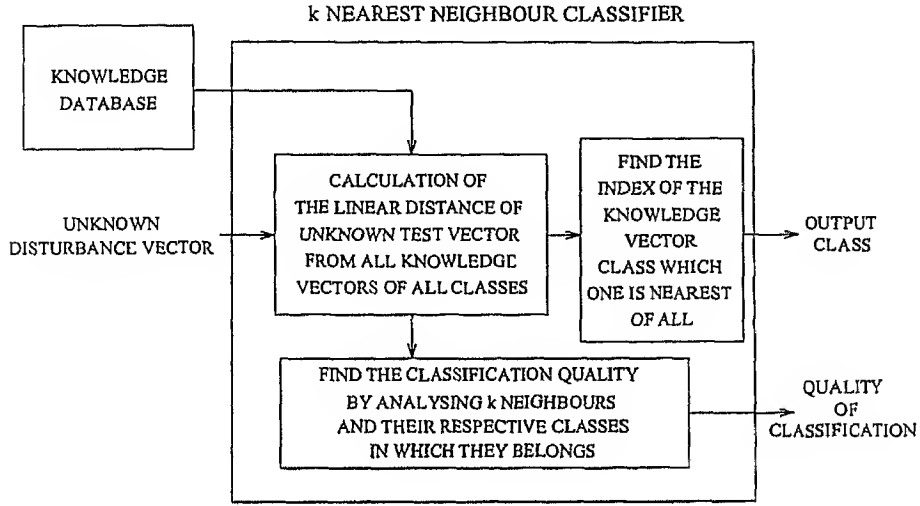 k NEAREST NEIGHBOUR CLASSIFIER
KNOWLEDGE
DATABASE
UNKNOWN
DISTURBANCE VECTOR
CALCULATION OF
THE LINEAR DISTANCE OF
UNKNOWN TEST VECTOR
FROM ALL KNOWLEDGE
VECTORS OF ALL CLASSES
FIND THE
INDEX OF THE
KNOWLEDGE
VECTOR
CLASS WHICH
ONE IS NEAREST
OF ALL
OUTPUT
CLASS
FIND THE CLASSIFICATION QUALITY
BY ANALYSING k NEIGHBOURS
AND THEIR RESPECTIVE CLASSES
IN WHICH THEY BELONGS
QUALITY
OF
CLASSIFICATION